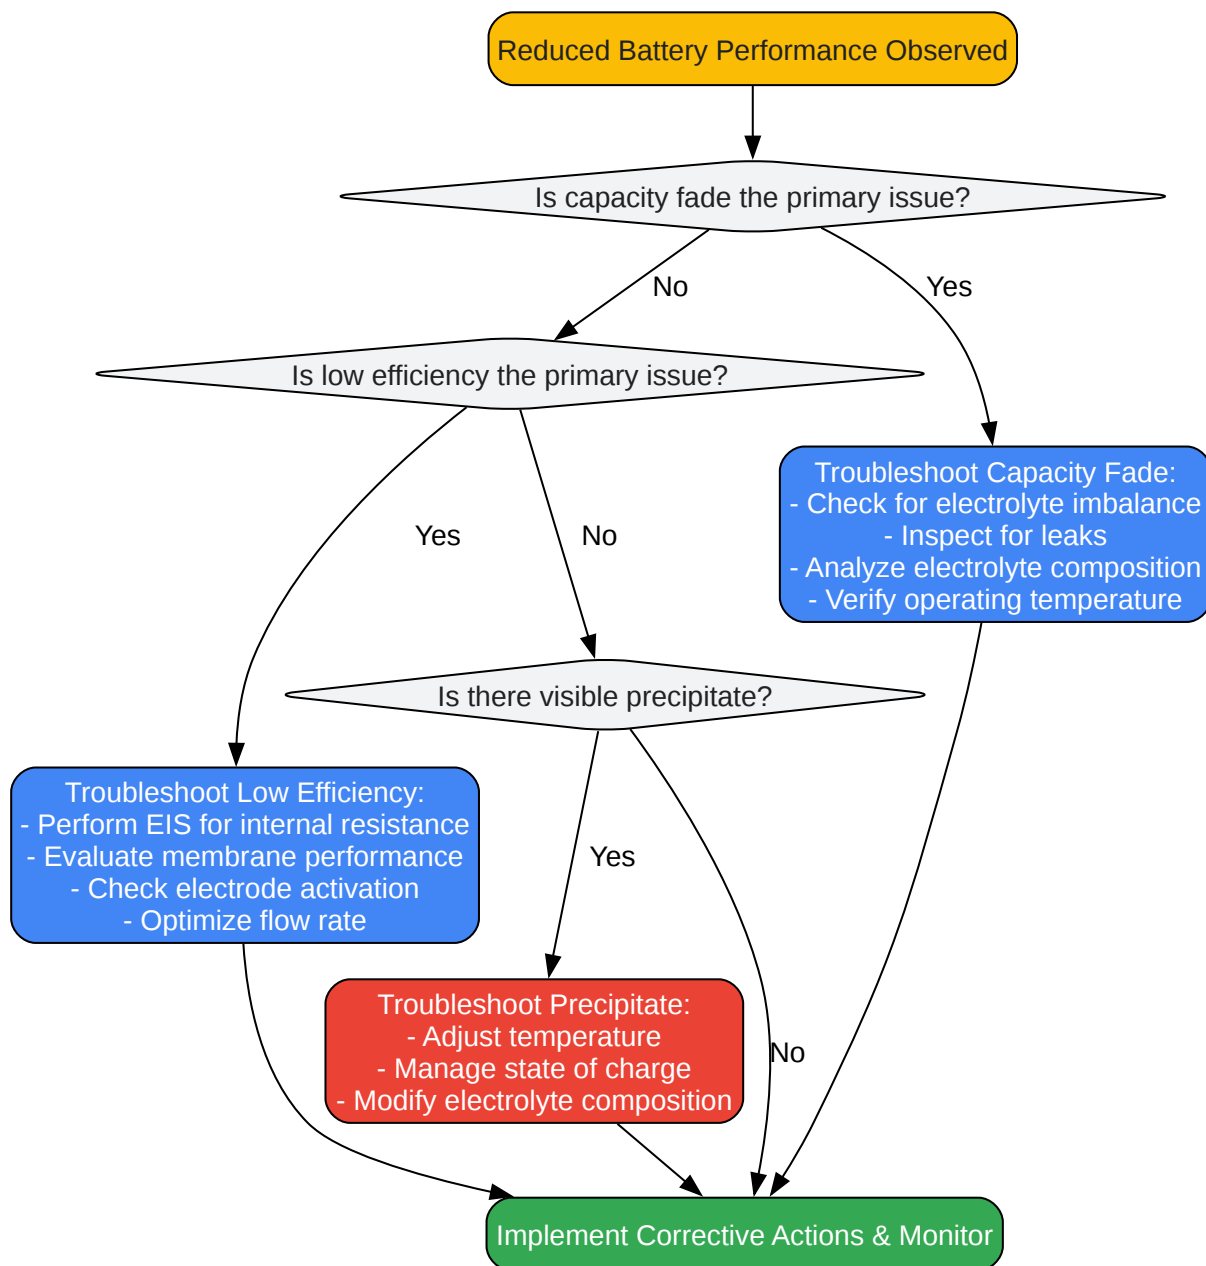 Reduced Battery Performance Observed
Is capacity fade the primary issue?
No
Yes
Is low efficiency the primary issue?
Troubleshoot Capacity Fade:
- Check for electrolyte imbalance
- Inspect for leaks
- Analyze electrolyte composition
- Verify operating temperature
Yes
No
Is there visible precipitate?
Troubleshoot Low Efficiency:
- Perform EIS for internal resistance
- Evaluate membrane performance
- Check electrode activation
- Optimize flow rate
Yes
Troubleshoot Precipitate:
- Adjust temperature
- Manage state of charge
- Modify electrolyte composition
No
Implement Corrective Actions & Monitor